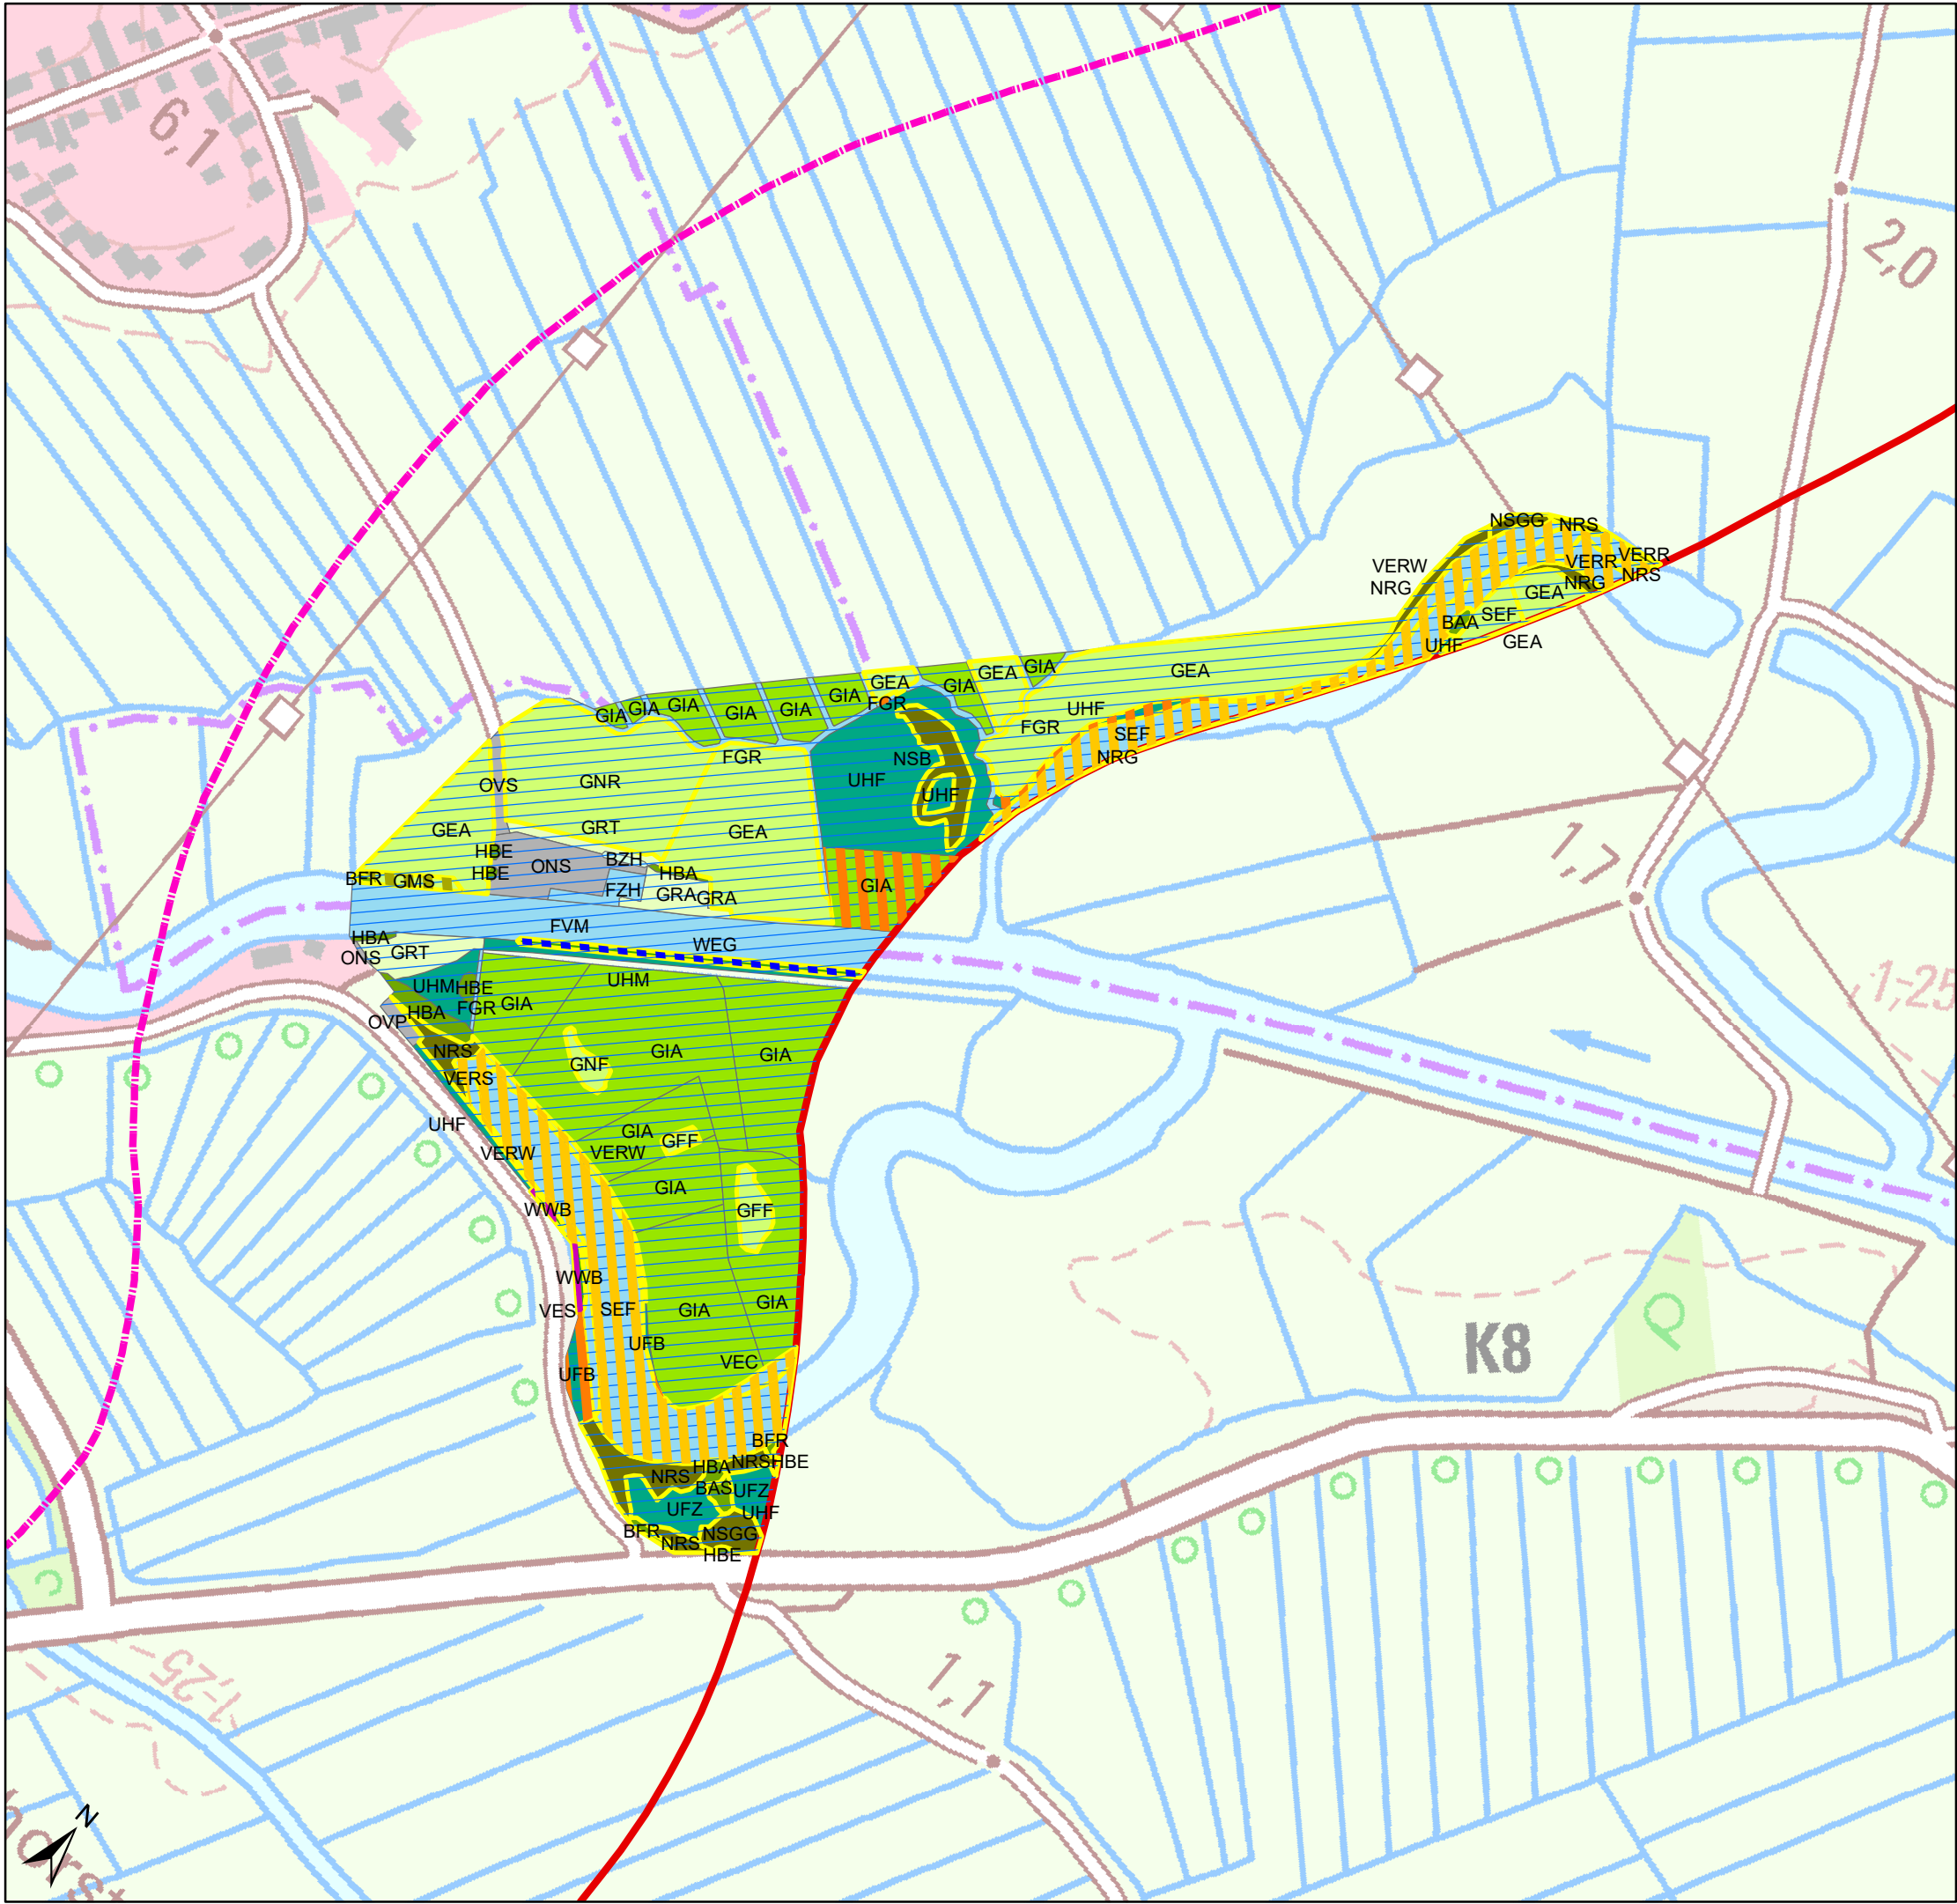 6,1
2,0
NSGG NRS
VERR
VERW
VERR
NRG
NRG
NRS
GEA
SEF
BAA
UHF
GEA
GEA
GEA
GIA
GEA
GIA
GIA
GIA
GIA
GIA
GIA
GIA
FGR
UHF
FGR
SEF
NRG
FGR
NSB
UHF
UHF
OVS
GNR
GEA
GRT
GEA
HBE
HBE
ONS
BZH
HBA
FZH
GRA
GRA
BFR
GMS
GIA
1,7
FVM
WEG
HBA
ONS
GRT
UHM
UHM
HBE
HBA
FGR
GIA
OVP
NRS
VERS
GNF
GIA
GIA
UHF
VERW
GIA
GFF
VERW
GIA
GFF
WWB
WWB
VES
SEF
GIA
GIA
UFB
VEC
UFB
K8
1,-25
BFR
HBA
NRS
HBE
NRS
BAS
UFZ
UFZ
UHF
BFR
NRS
NSGG
HBE
1,1
1,-25
N